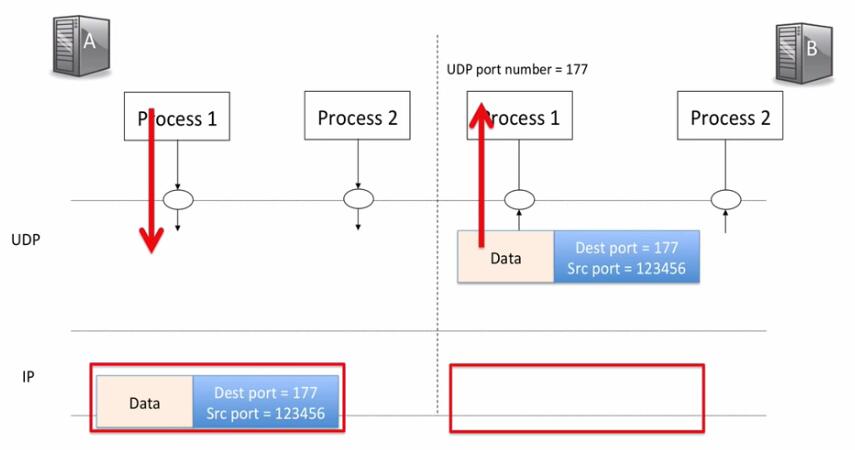 A
B
UDP port number = 177
Process 1
Process 2
Process 1
Process 2
UDP
Data
Dest port = 177
Src port = 123456
IP
Data
Dest port = 177
Src port = 123456